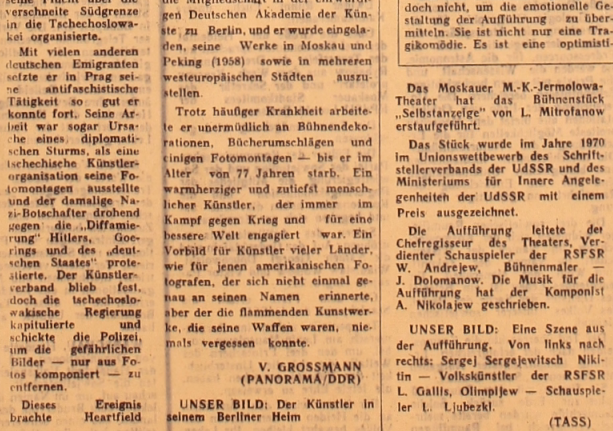 verschneite Südgrenze
in die Tschechoslowa-
kei organisierte.
Mit vielen anderen
deutschen Emigranten
setzte er in Prag sei-
ne antifaschistische
Tätigkeit so gut er
konnte fort. Seine Ar-
beit war sogar Ursa-
che eines diplomati-
schen Sturms, als eine
tschechische Künstler-
organisation seine Fo-
tomontagen ausstellte
und der damalige Na-
zi-Botschafter drohend
gegen die „Diffamie-
rung" Hitlers, Goe-
rings und des „deut-
schen Staates" prote-
stierte. Der Künstler-
verband blieb fest,
doch die tschechoslo-
wakische Regierung
kapitulierte und
schickte die Polizei,
um die gefährlichen
Bilder — nur aus Fo-
tos komponiert — zu
entfernen.
Dieses Ereignis
brachte Heartfield
gen Deutschen Akademie der Kün-
ste zu Berlin, und er wurde eingela-
den, seine Werke in Moskau und
Peking (1958) sowie in mehreren
westeuropäischen Städten auszu-
stellen.
Trotz häufiger Krankheit arbeite-
te er unermüdlich an Bühnendeko-
rationen, Bücherumschlägen und
einigen Fotomontagen — bis er im
Alter von 77 Jahren starb. Ein
warmherziger und zutiefst mensch-
licher Künstler, der immer im
Kampf gegen Krieg und für eine
bessere Welt engagiert war. Ein
Vorbild für Künstler vieler Länder,
wie für jenen amerikanischen Fo-
tografen, der sich nicht einmal ge-
nau an seinen Namen erinnerte,
aber der die flammenden Kunstwer-
ke, die seine Waffen waren, nie-
mals vergessen konnte.
V. GROSSMANN
(PANORAMA/DDR)
UNSER BILD: Der Künstler in
seinem Berliner Heim
doch nicht, um die emotionelle Ge-
staltung der Aufführung zu über-
mitteln. Sie ist nicht nur eine Tra-
gikomödie. Es ist eine optimisti
Das Moskauer M.-K.-Jermolowa-
Theater hat das Bühnenstück
„Selbstanzeige" von L. Mitrofanow
erstaufgeführt.
Das Stück wurde im Jahre 1970
im Unionswettbewerb des Schrift-
stellerverbands der UdSSR und des
Ministeriums für Innere Angele-
genheiten der UdSSR mit einem
Preis ausgezeichnet.
Die Aufführung leitete der
Chefregisseur des Theaters, Ver-
dienter Schauspieler der RSFSR
W. Andrejew, Bühnenmaler —
J. Dolomanow. Die Musik für die
Aufführung hat der Komponist
A. Nikolajew geschrieben.
UNSER BILD: Eine Szene aus
der Aufführung. Von links nach
rechts: Sergej Sergejewitsch Niki-
tin — Volkskünstler der RSFSR
L. Gallis, Olimpijew — Schauspie-
ler L. Ljubezki.
(TASS)